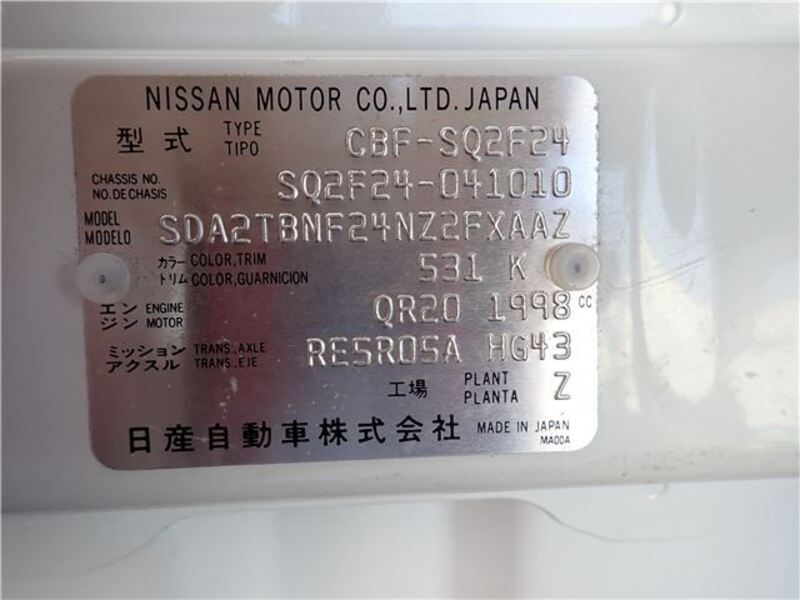 NISSAN MOTOR CO.,LTD. JAPAN
型式 TYPE TIPO CBF-SQ2F24
CHASSIS NO. NO. DE CHASIS SQ2F24-041010
MODEL MODELO SDA2TBNF24NZ2FXAAZ
カラー COLOR,TRIM トリム COLOR,GUARNICION 531 K
エンジン ENGINE MOTOR QR20 1998 CC
ミッション TRANS.,AXLE アクスル TRANS.,EJE RE5R05A HG43
工場 PLANT PLANTA Z
日産自動車株式会社 MADE IN JAPAN
MA00A